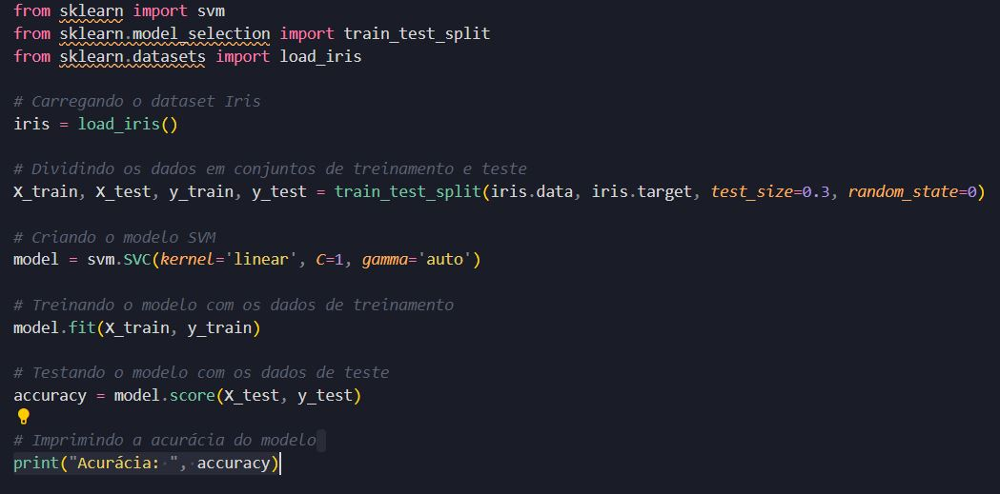 from sklearn import svm
from sklearn.model_selection import train_test_split
from sklearn.datasets import load_iris
# Carregando o dataset Iris
iris = load_iris()
# Dividindo os dados em conjuntos de treinamento e teste
X_train, X_test, y_train, y_test = train_test_split(iris.data, iris.target, test_size=0.3, random_state=0)
# Criando o modelo SVM
model = svm.SVC(kernel='linear', C=1, gamma='auto')
# Treinando o modelo com os dados de treinamento
model.fit(X_train, y_train)
# Testando o modelo com os dados de teste
accuracy = model.score(X_test, y_test)
# Imprimindo a acurácia do modelo
print("Acurácia: ", accuracy)